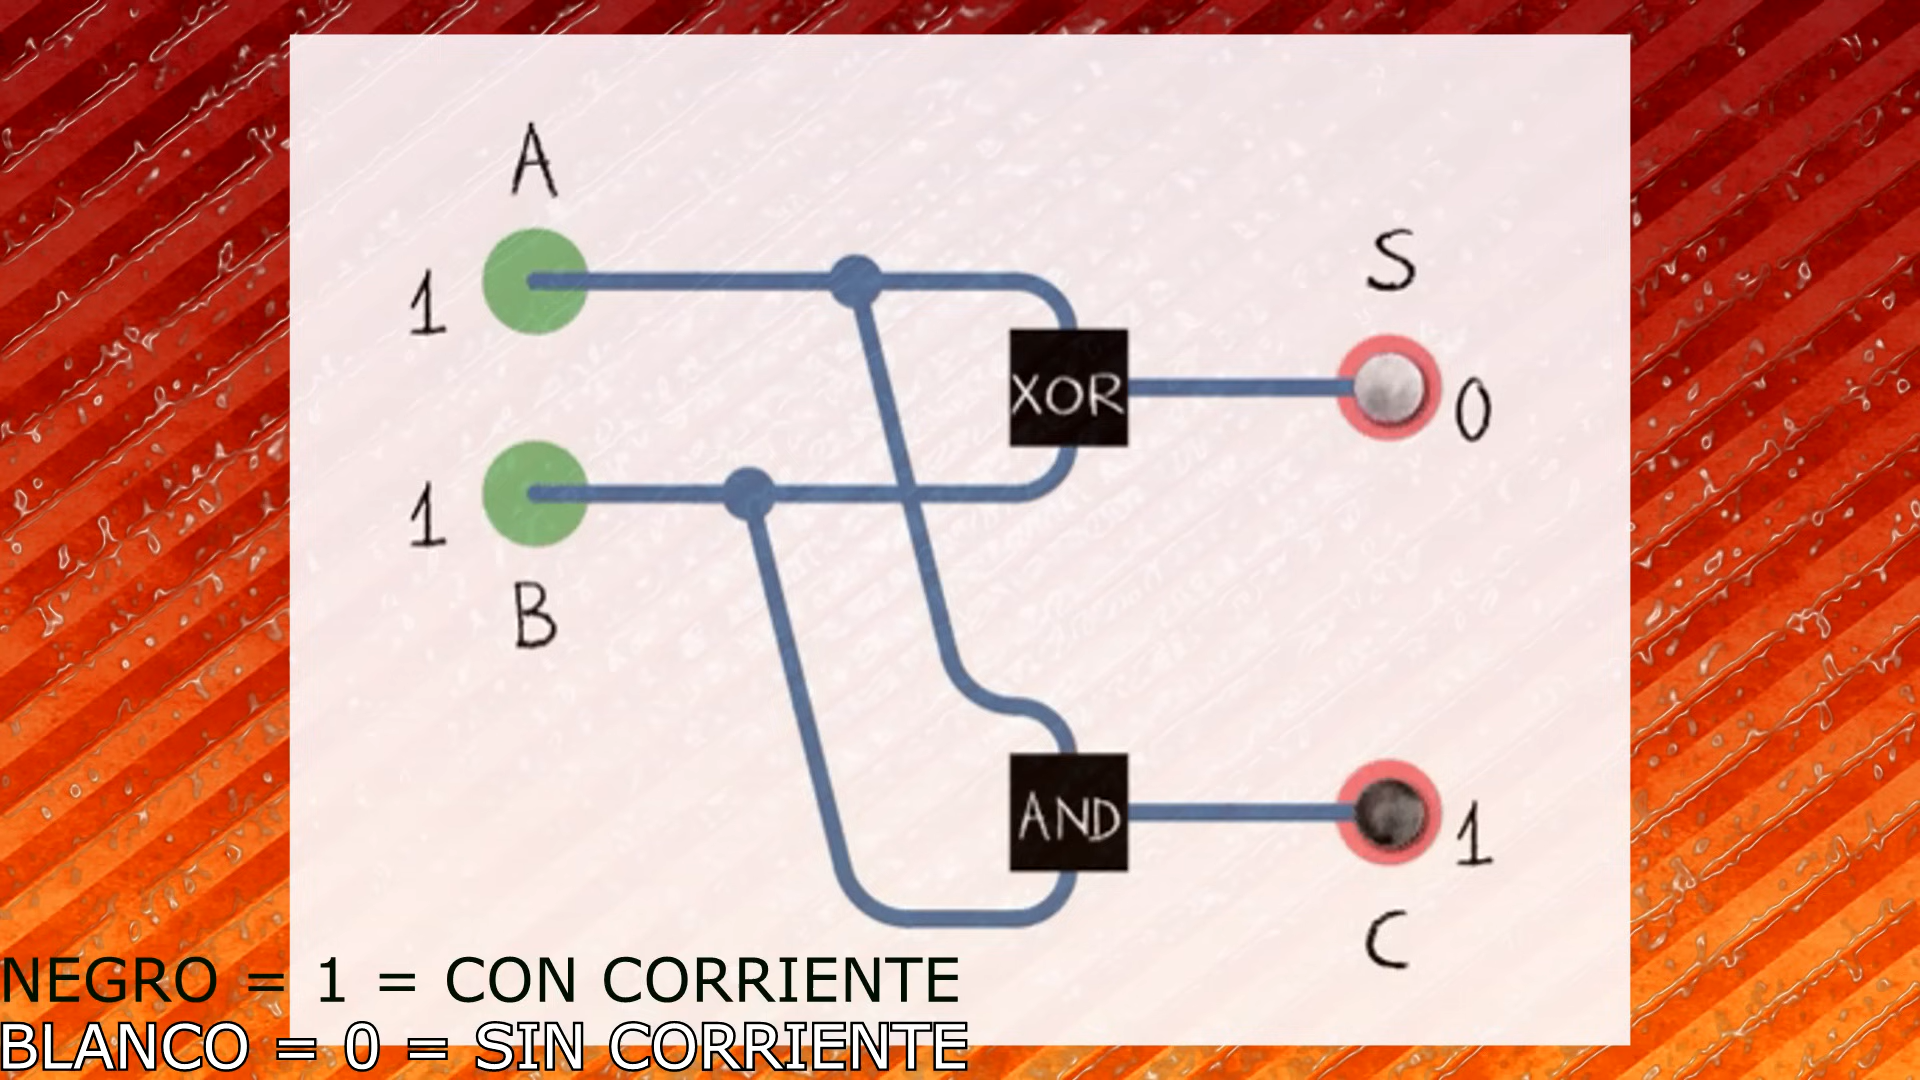 A
1
S
XOR
0
1
B
AND
1
C
NEGRO = 1 = CON CORRIENTE
BLANCO = 0 = SIN CORRIENTE